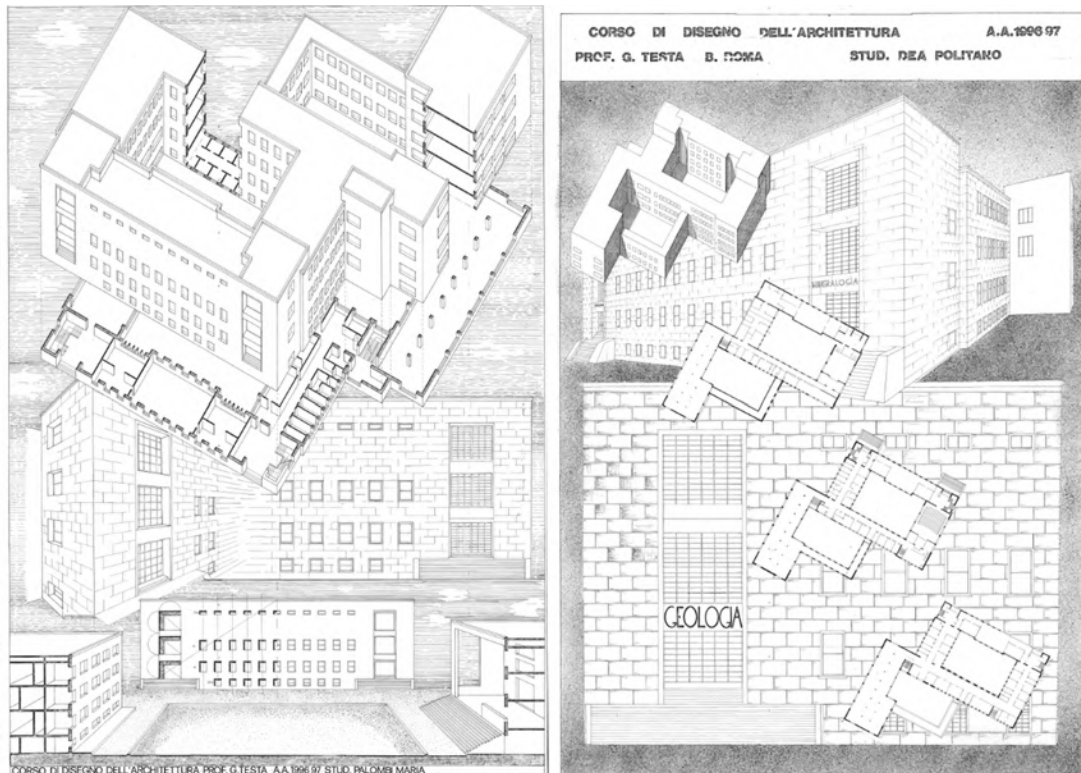 CORSO DI DISEGNO DELL'ARCHITETTURA PROF. G. TESTA A.A. 1996 97 STUD. PALOMBI MARIA
CORSO DI DISEGNO DELL'ARCHITETTURA A.A. 1996 97
PROF. G. TESTA B. ROMA STUD. DEA POLITANO
MINERALOGIA
GEOLOGIA